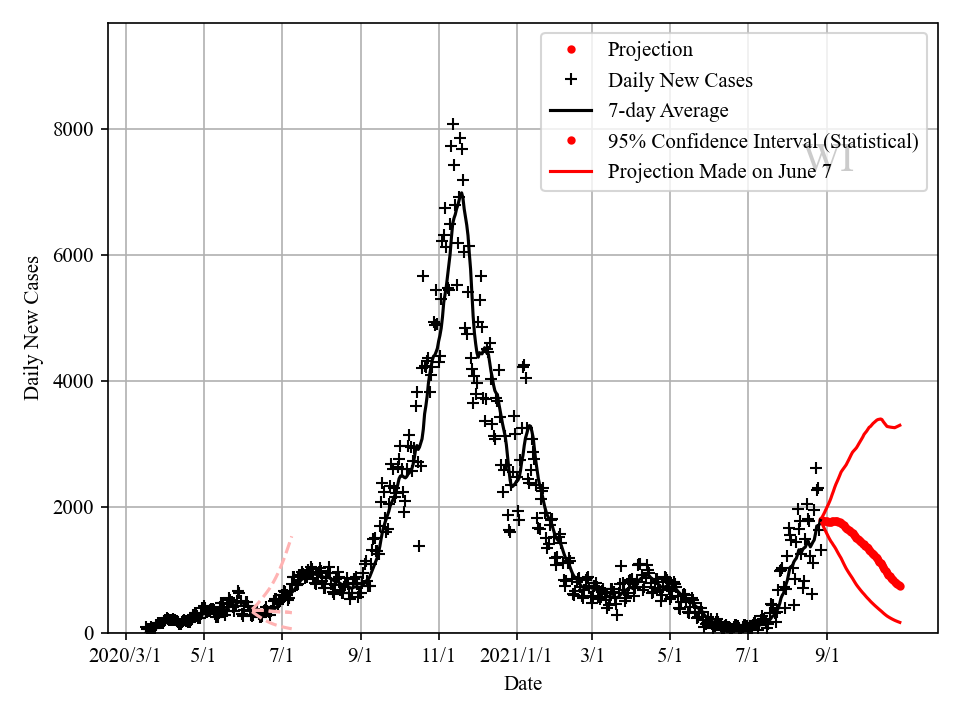 Projection
Daily New Cases
7-day Average
95% Confidence Interval (Statistical)
WI
Projection Made on June 7
Daily New Cases
8000
6000
4000
2000
0
2020/3/1 5/1 7/1 9/1 11/1 2021/1/1 3/1 5/1 7/1 9/1
Date